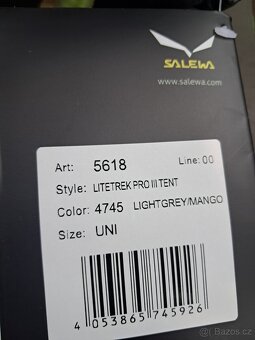 SALEWA
www.salewa.com
Art: 5618 Line: 00
Style: LITETREK PRO III TENT
Color: 4745 LIGHTGREY/MANGO
Size: UNI
4 053865 745926
Bazos.cz